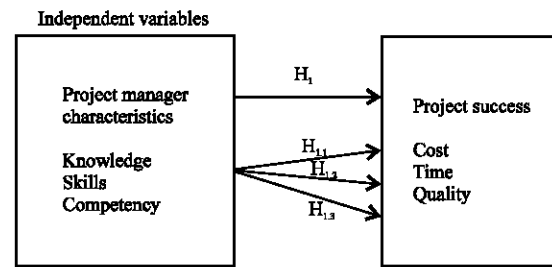 Independent variables
Project manager
characteristics
Knowledge
Skills
Competency
H₁
H₁.₁
H₁.₂
H₁.₃
Project success
Cost
Time
Quality